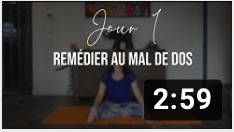 Jour 1
REMÉDIER AU MAL DE DOS
2:59